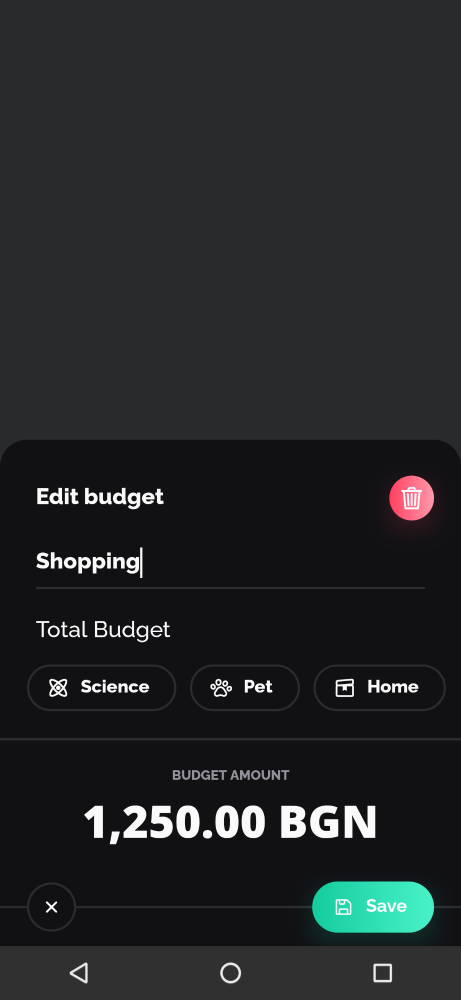 Edit budget
Shopping
Total Budget
Science Pet Home
BUDGET AMOUNT
1,250.00 BGN
Save